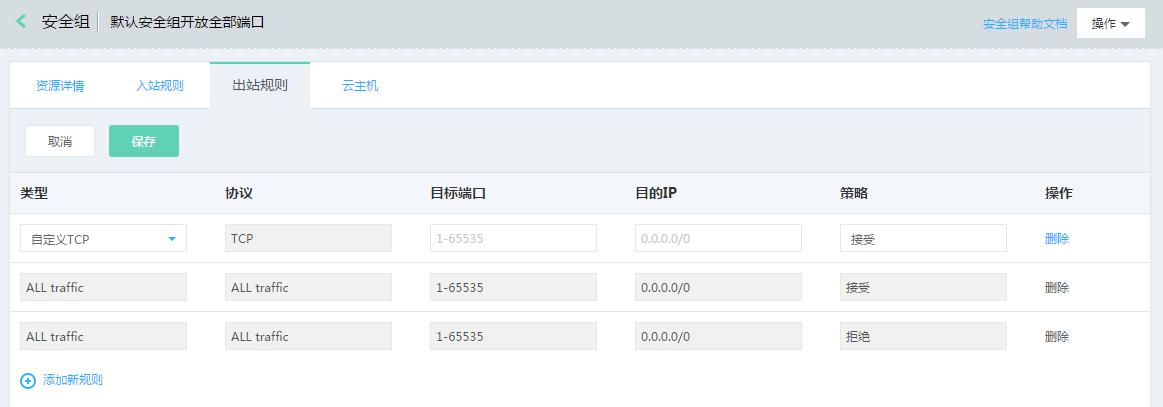 安全组 默认安全组开放全部端口 安全组帮助文档 操作
资源详情 入站规则 出站规则 云主机
取消 保存
类型 协议 目标端口 目的IP 策略 操作
自定义TCP TCP 1-65535 0.0.0.0/0 接受 删除
ALL traffic ALL traffic 1-65535 0.0.0.0/0 接受 删除
ALL traffic ALL traffic 1-65535 0.0.0.0/0 拒绝 删除
添加新规则